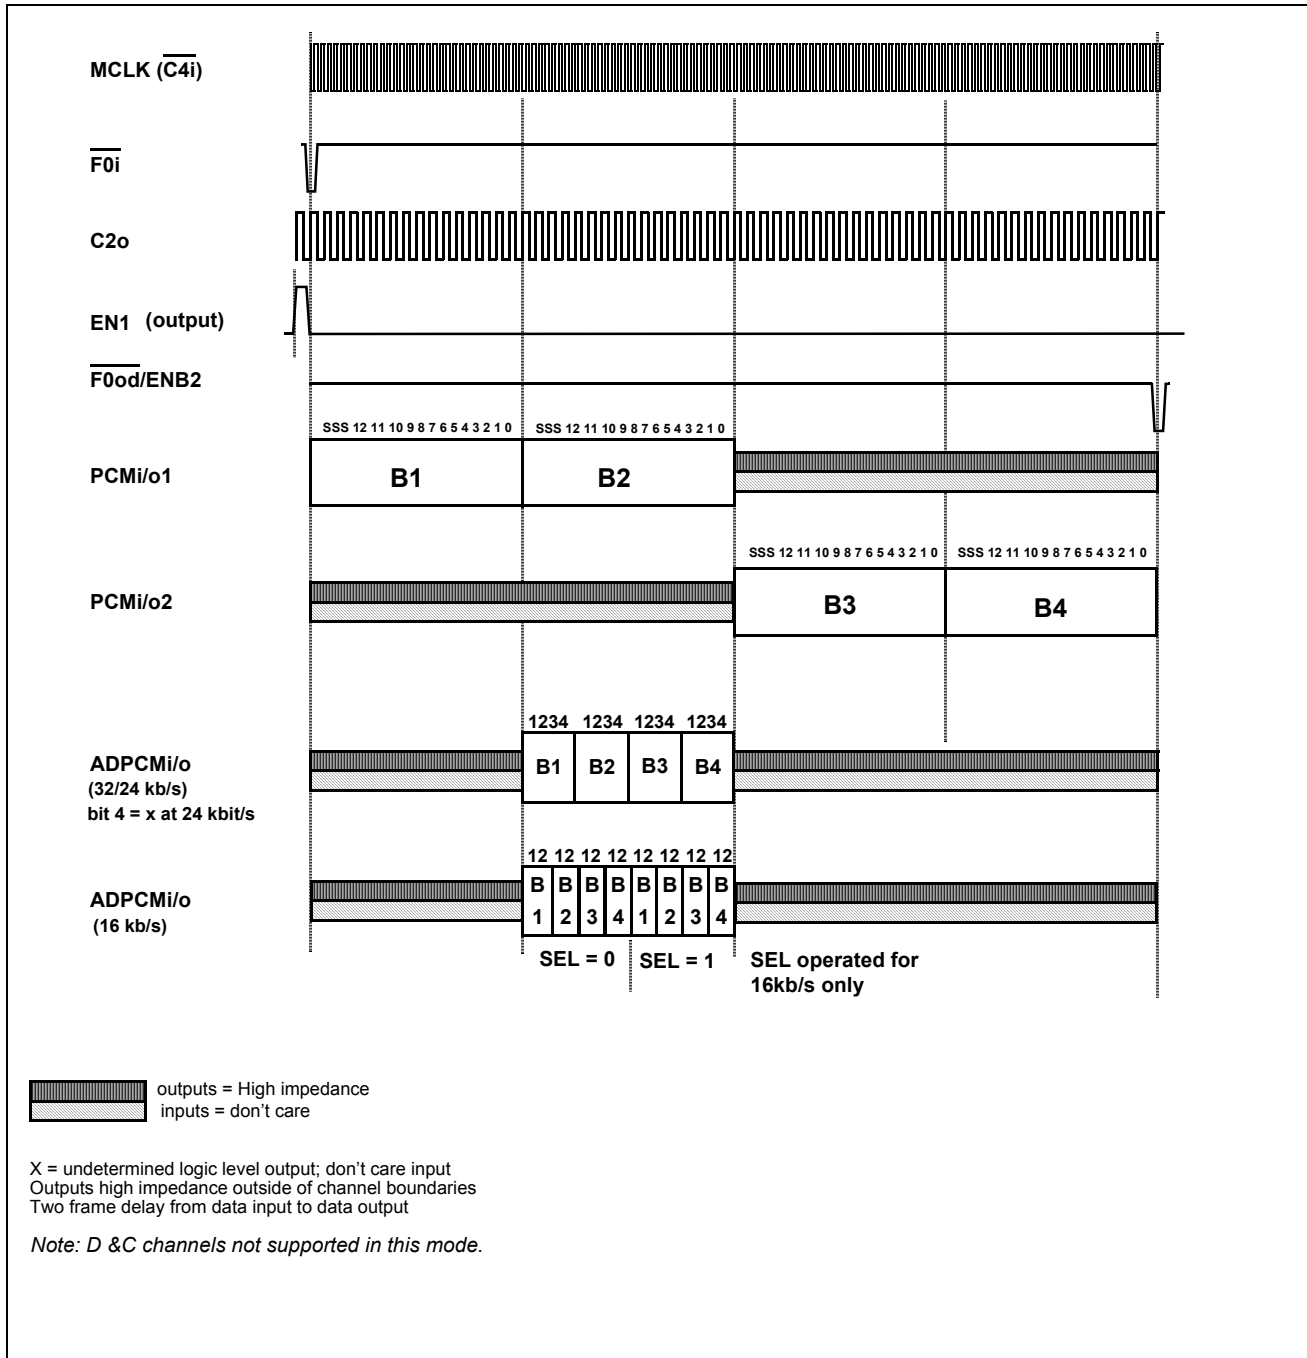 MCLK (C4i)
F0i
C2o
EN1 (output)
F0od/ENB2
SSS 12 11 10 9 8 7 6 5 4 3 2 1 0 SSS 12 11 10 9 8 7 6 5 4 3 2 1 0
PCMi/o1 B1 B2
SSS 12 11 10 9 8 7 6 5 4 3 2 1 0 SSS 12 11 10 9 8 7 6 5 4 3 2 1 0
PCMi/o2 B3 B4
1234 1234 1234 1234
ADPCMi/o B1 B2 B3 B4
(32/24 kb/s)
bit 4 = x at 24 kbit/s
12 12 12 12 12 12 12 12
B B B B B B B B
ADPCMi/o
1 2 3 4 1 2 3 4
(16 kb/s)
SEL = 0 SEL = 1 SEL operated for
16kb/s only
outputs = High impedance
inputs = don't care
X = undetermined logic level output; don't care input
Outputs high impedance outside of channel boundaries
Two frame delay from data input to data output
Note: D &C channels not supported in this mode.